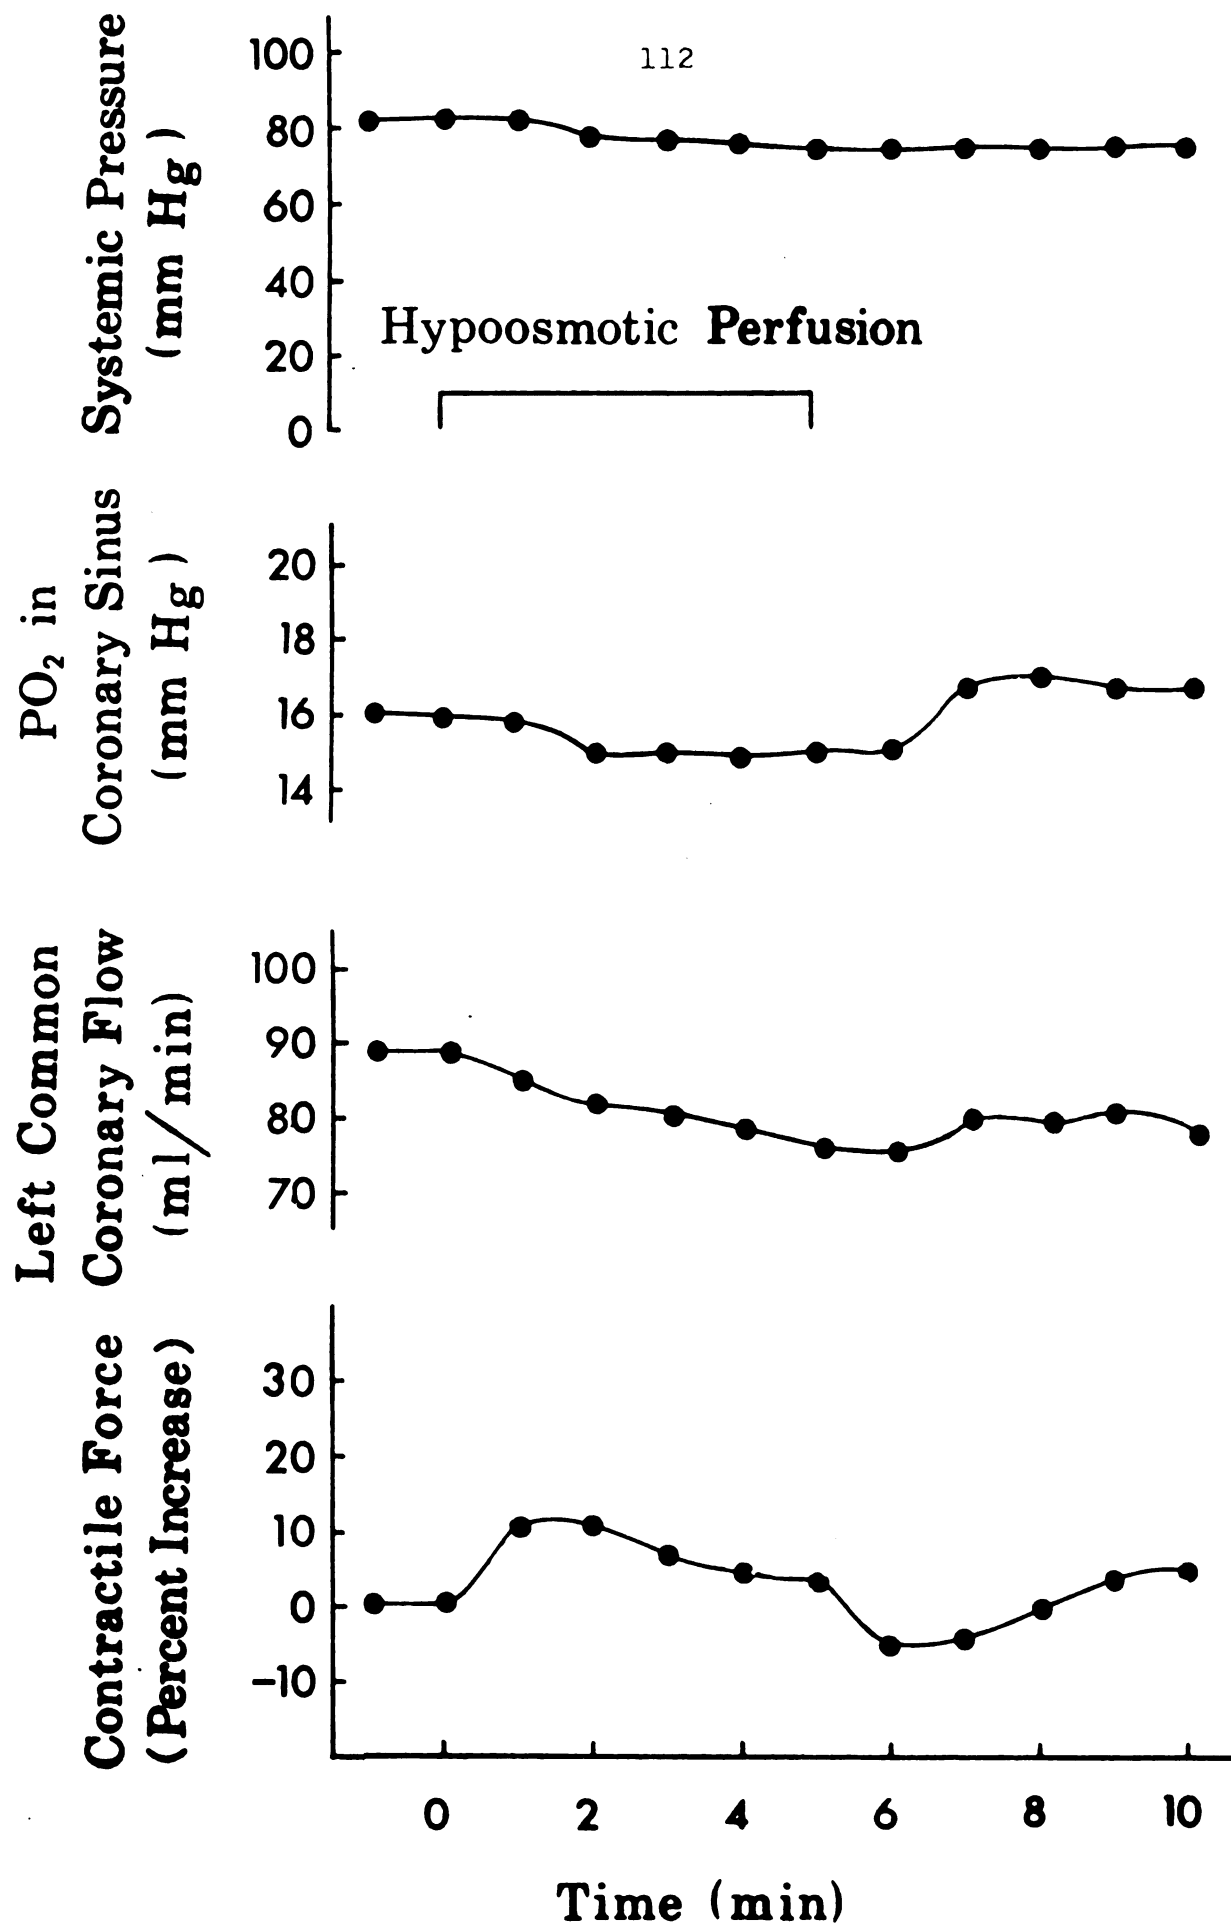 112
Systemic Pressure
(mm Hg)
100
80
60
40
20
0
Hypoosmotic Perfusion
PO₂ in
Coronary Sinus
(mm Hg)
20
18
16
14
Left Common
Coronary Flow
(ml/min)
100
90
80
70
Contractile Force
(Percent Increase)
30
20
10
0
-10
0 2 4 6 8 10
Time (min)